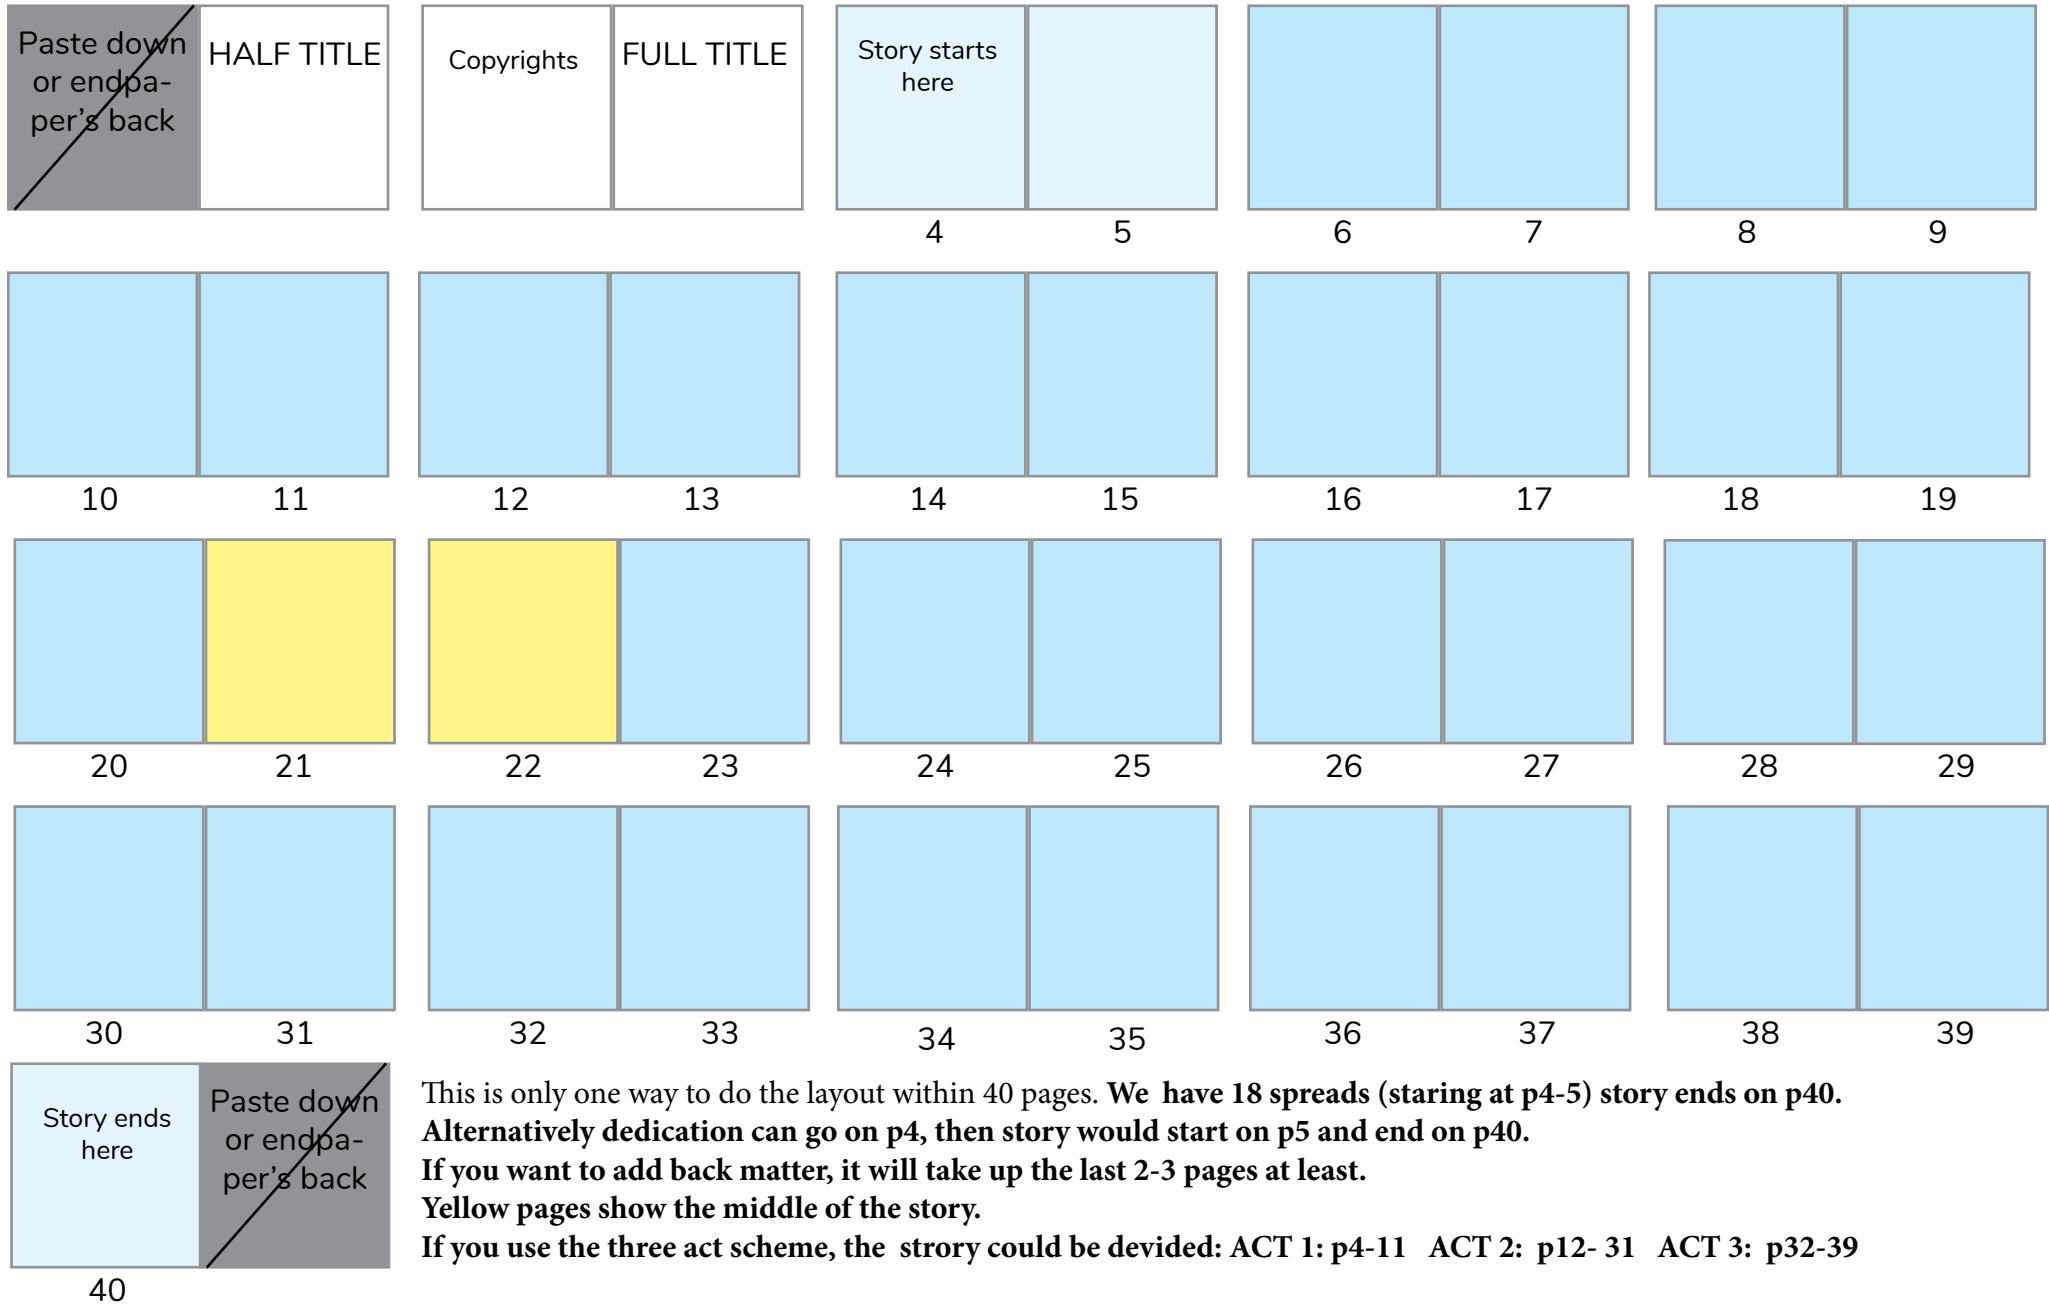 Paste down
or endpa-
per's back
HALF TITLE
Copyrights
FULL TITLE
Story starts
here
4
5
6
7
8
9
10
11
12
13
14
15
16
17
18
19
20
21
22
23
24
25
26
27
28
29
30
31
32
33
34
35
36
37
38
39
Story ends
here
Paste down
or endpa-
per's back
40
This is only one way to do the layout within 40 pages. We have 18 spreads (staring at p4-5) story ends on p40.
Alternatively dedication can go on p4, then story would start on p5 and end on p40.
If you want to add back matter, it will take up the last 2-3 pages at least.
Yellow pages show the middle of the story.
If you use the three act scheme, the strory could be devided: ACT 1: p4-11 ACT 2: p12- 31 ACT 3: p32-39